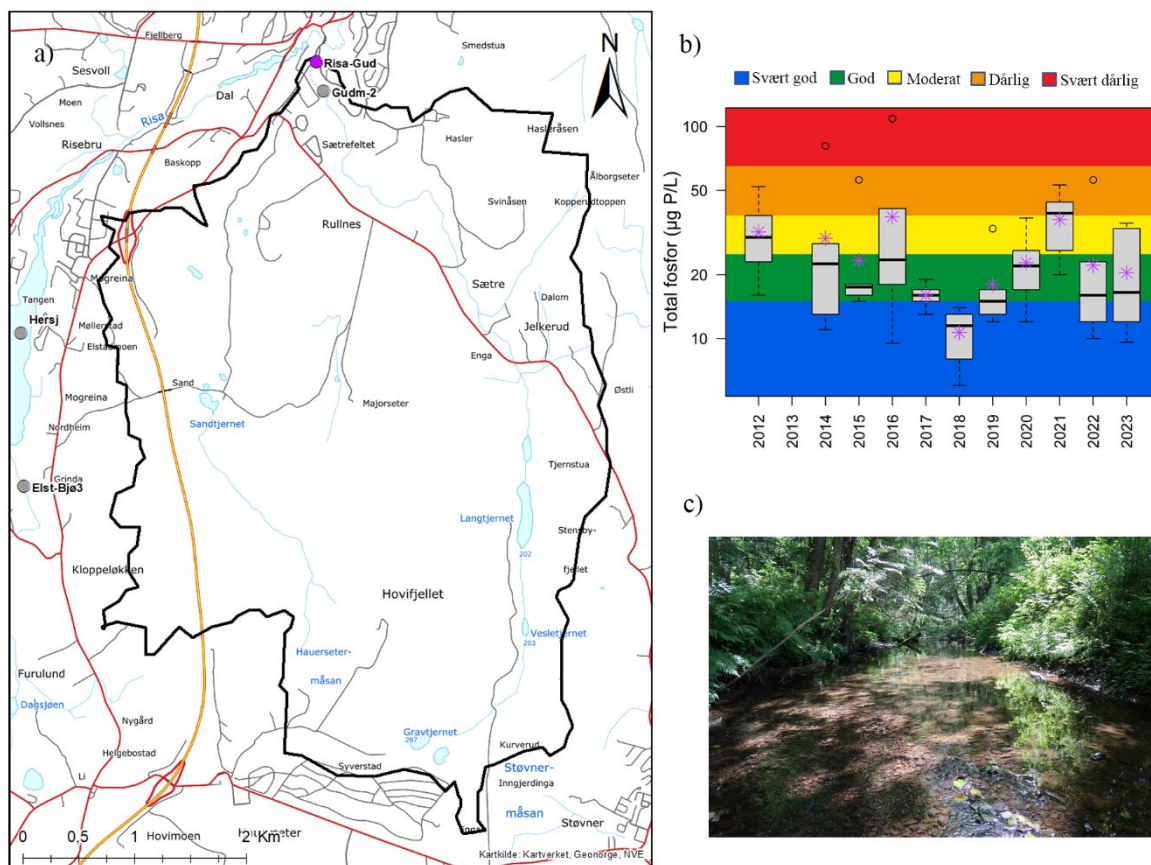 a)
N
Fjellberg
Smedstua
Sesvoll
Risa-Gud
Moen
Dal
Gudm-2
Vollsnes
Risa
Hasleråsen
Risebru
Sætrefeltet
Hasler
Baskopp
Ålborgseter
Svinåsen
Kopperudtoppen
Rullnes
Mogreina
Sætre
Tangen
Dalom
Hersj
Møllerstad
Jelkerud
Elstadmoen
Enga
Sand
Østli
Mogreina
Majorseter
Sandtjernet
Nordheim
Tjernstua
Grinda
Elst-Bjø3
Langtjernet
Stensby-
fjellet
202
Kloppeløkken
Hovifjellet
Vesletjernet
203
Hauerseter-
måsan
Furulund
Dagsjøen
Nygård
Gravtjernet
207
Kurverud
Helgebostad
Støvner-
Syverstad
Inngjerdinga
Li
måsan
Støvner
Hovimoen
0 0,5 1 2 Km
Kartkilde: Kartverket, Geonorge, NVE
b)
Svært god God Moderat Dårlig Svært dårlig
Total fosfor (µg P/L)
100
50
20
10
2012 2013 2014 2015 2016 2017 2018 2019 2020 2021 2022 2023
c)